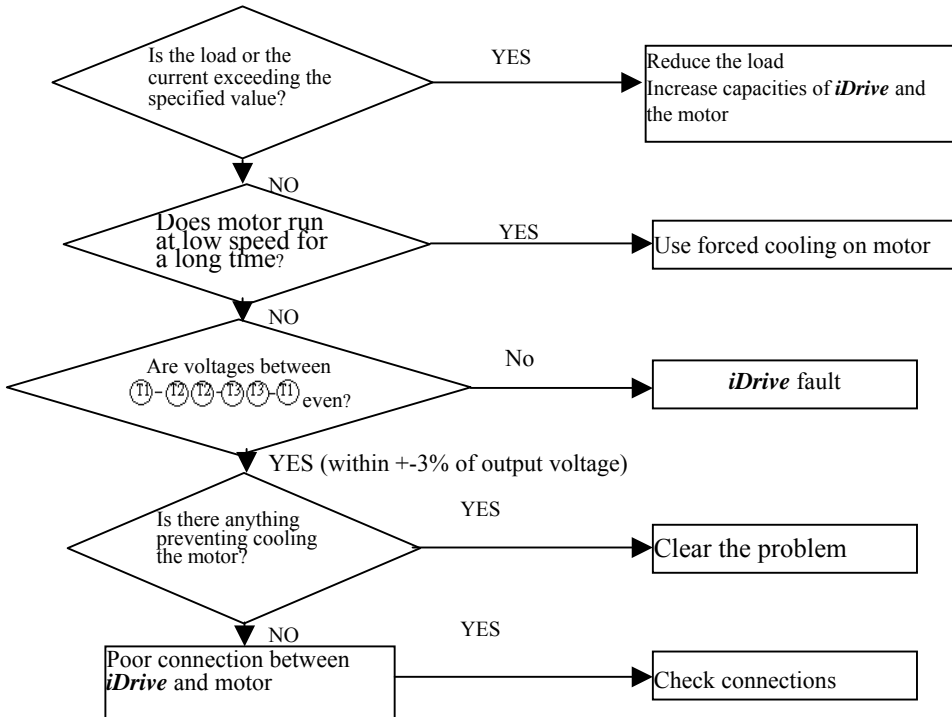 Is the load or the
current exceeding the
specified value?
YES
Reduce the load
Increase capacities of iDrive and
the motor
NO
Does motor run
at low speed for
a long time?
YES
Use forced cooling on motor
NO
Are voltages between
T1-T2 T2-T3 T3-T1 even?
No
iDrive fault
YES (within +-3% of output voltage)
Is there anything
preventing cooling
the motor?
YES
Clear the problem
NO
Poor connection between
iDrive and motor
YES
Check connections